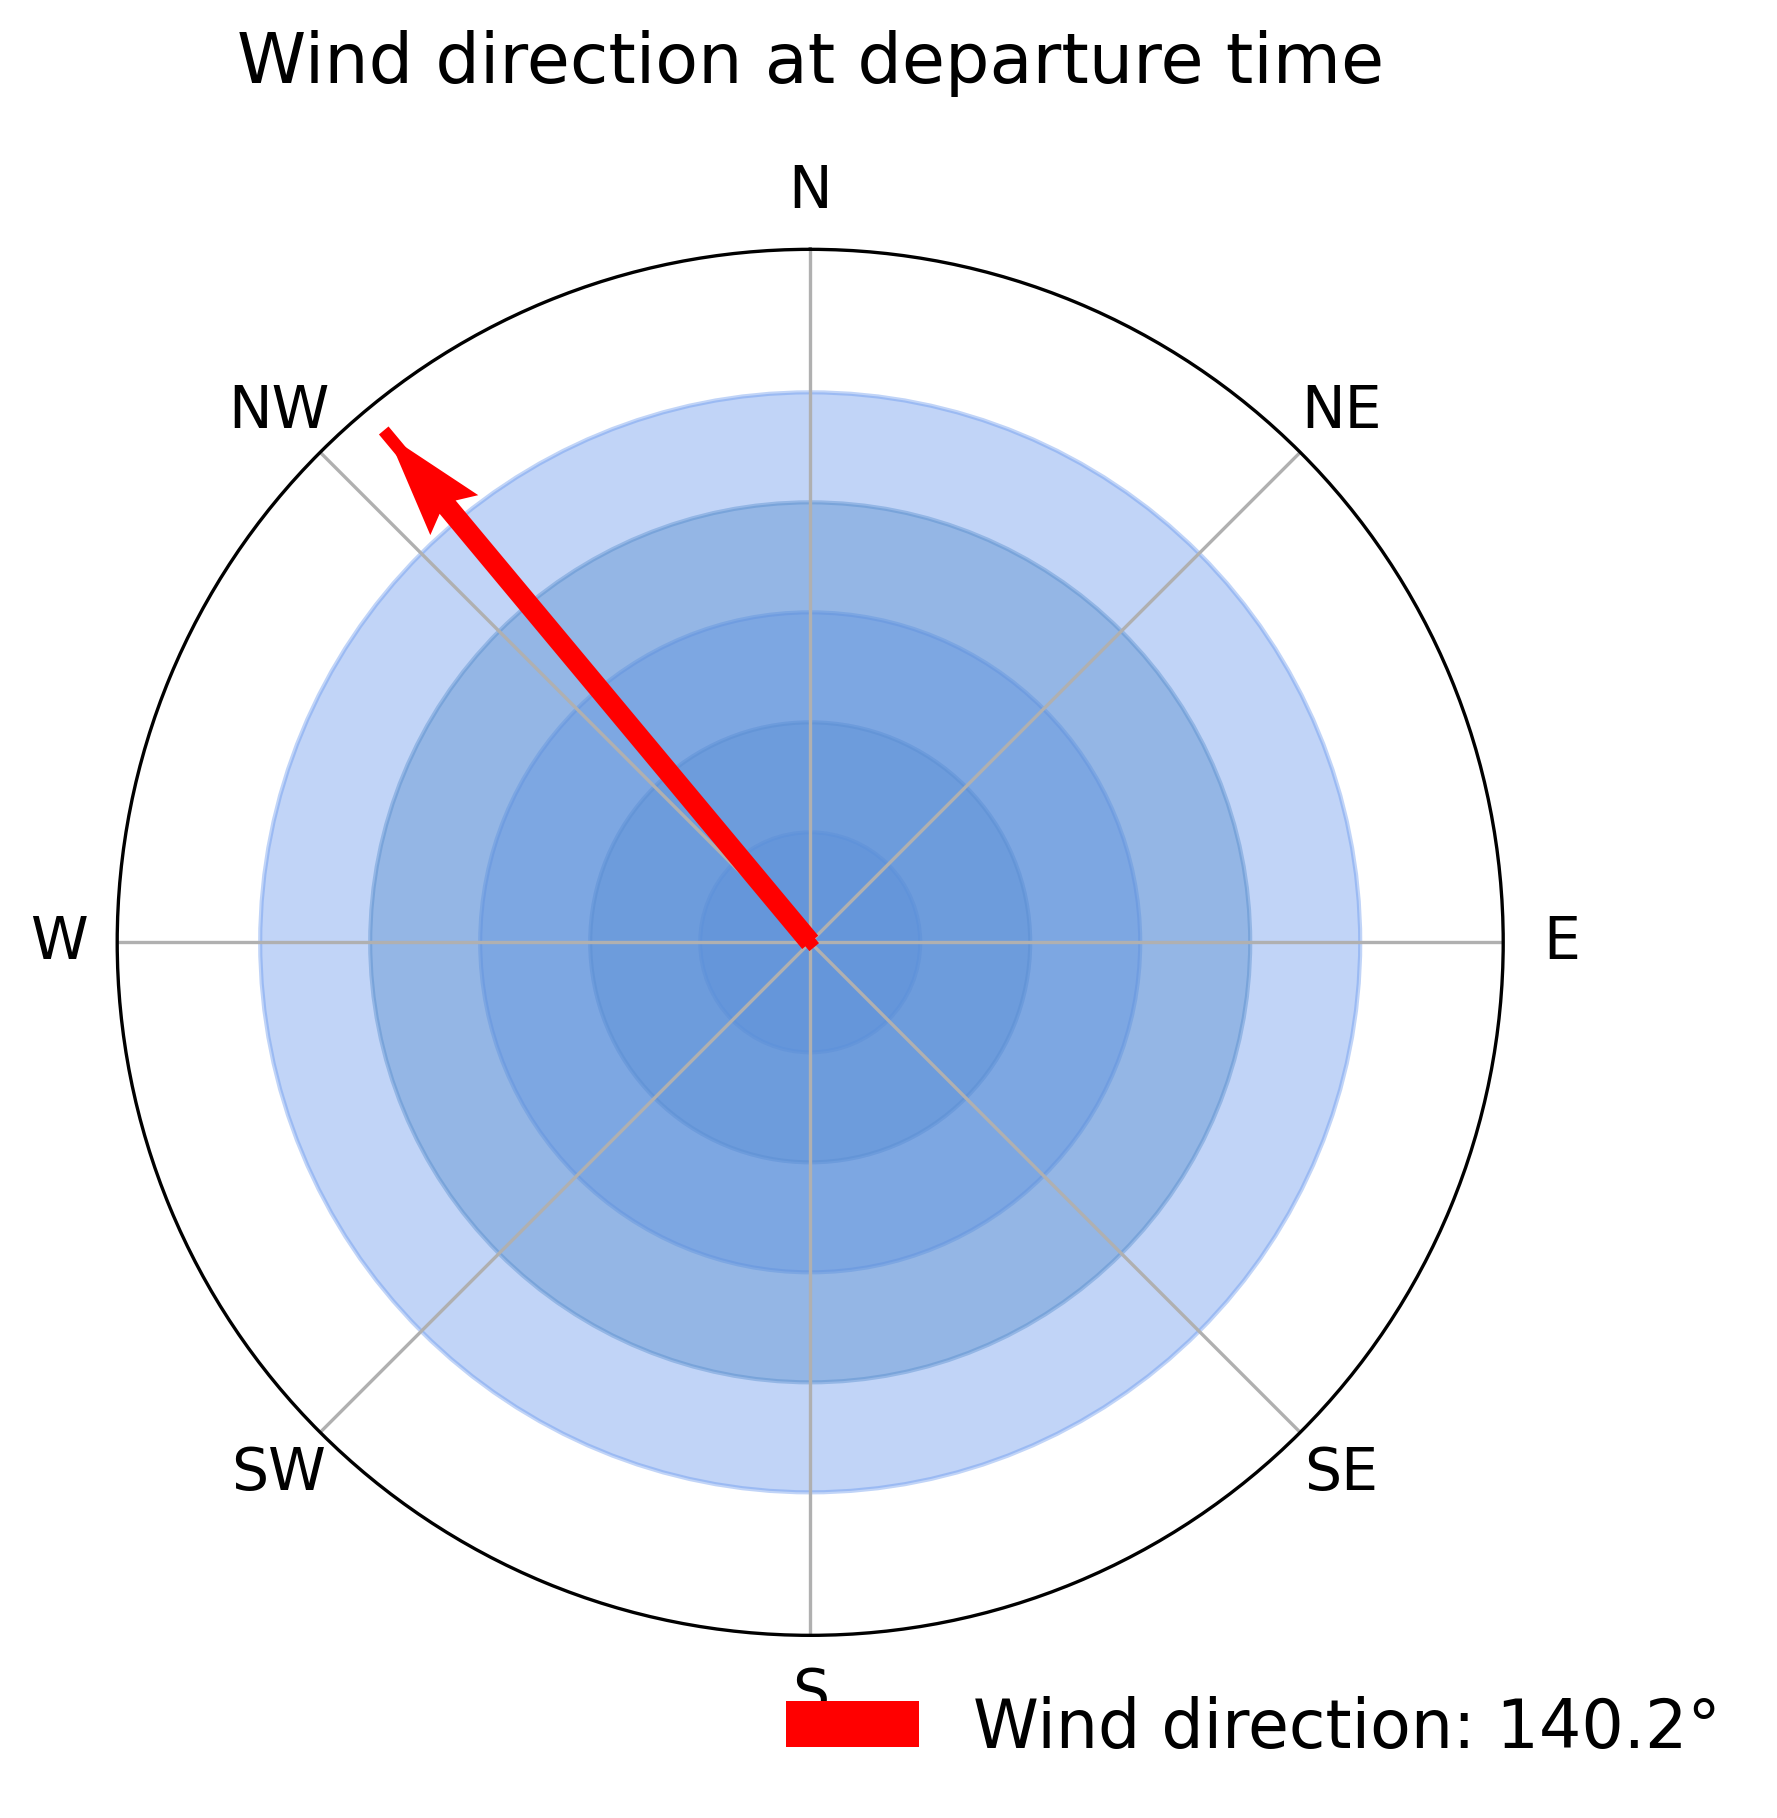 Wind direction at departure time
N
NW
NE
W
E
SW
SE
S
Wind direction: 140.2°